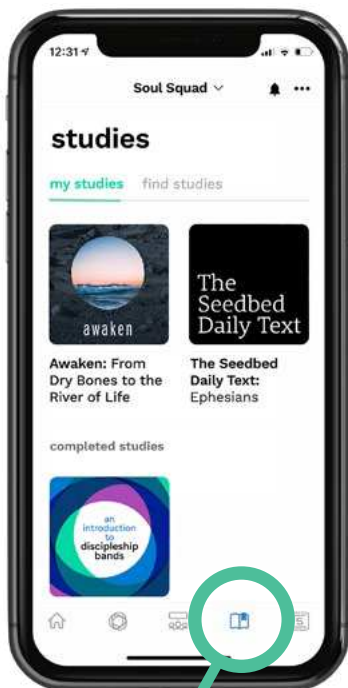 12:31
Soul Squad
studies
my studies find studies
awaken
The
Seedbed
Daily Text
Awaken: From
Dry Bones to the
River of Life
The Seedbed
Daily Text:
Ephesians
completed studies
an
introduction
to
discipleship
bands
S